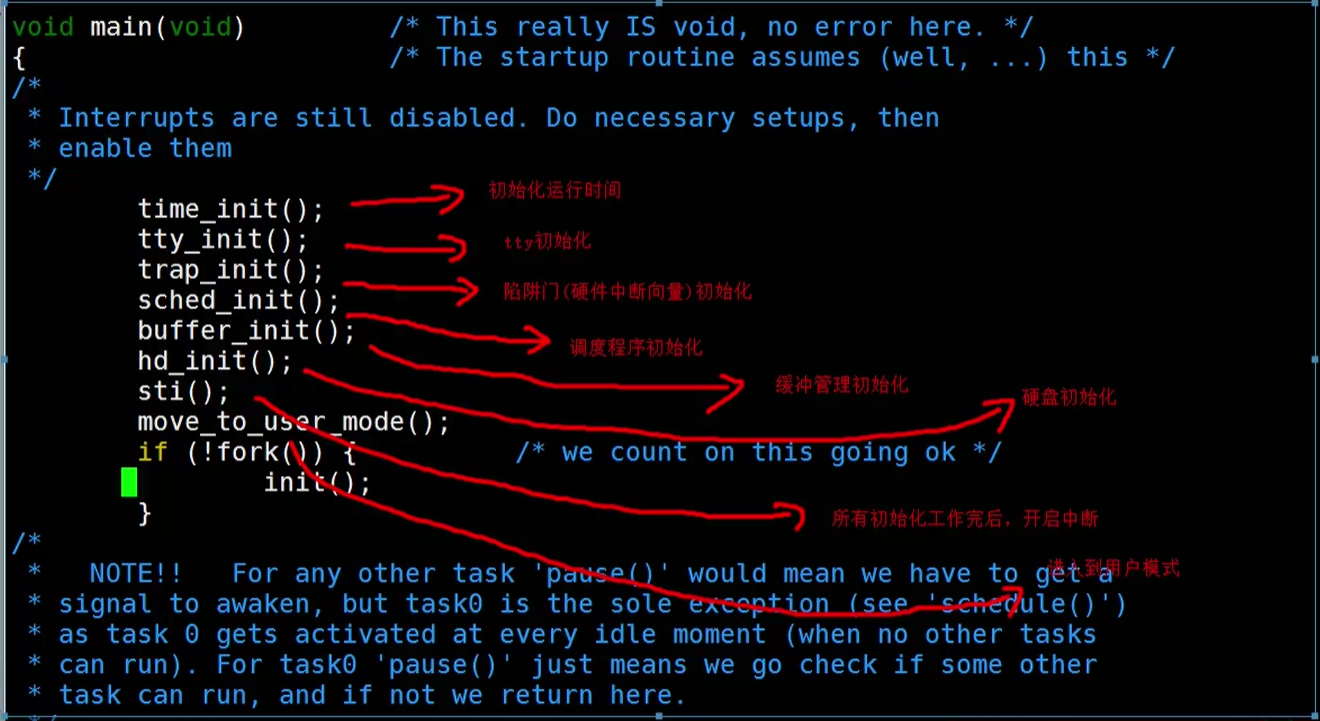 void main(void) /* This really IS void, no error here. */
{ /* The startup routine assumes (well, ...) this */
/*
* Interrupts are still disabled. Do necessary setups, then
* enable them
*/
time_init(); 初始化运行时间
tty_init(); tty初始化
trap_init();
sched_init(); 陷阱门(硬件中断向量)初始化
buffer_init(); 调度程序初始化
hd_init(); 缓冲管理初始化
sti(); 硬盘初始化
move_to_user_mode();
if (!fork()) { /* we count on this going ok */
init();
} 所有初始化工作完后，开启中断
/*
进入到用户模式
* NOTE!! For any other task 'pause()' would mean we have to get a
* signal to awaken, but task0 is the sole exception (see 'schedule()')
* as task 0 gets activated at every idle moment (when no other tasks
* can run). For task0 'pause()' just means we go check if some other
* task can run, and if not we return here.
*/